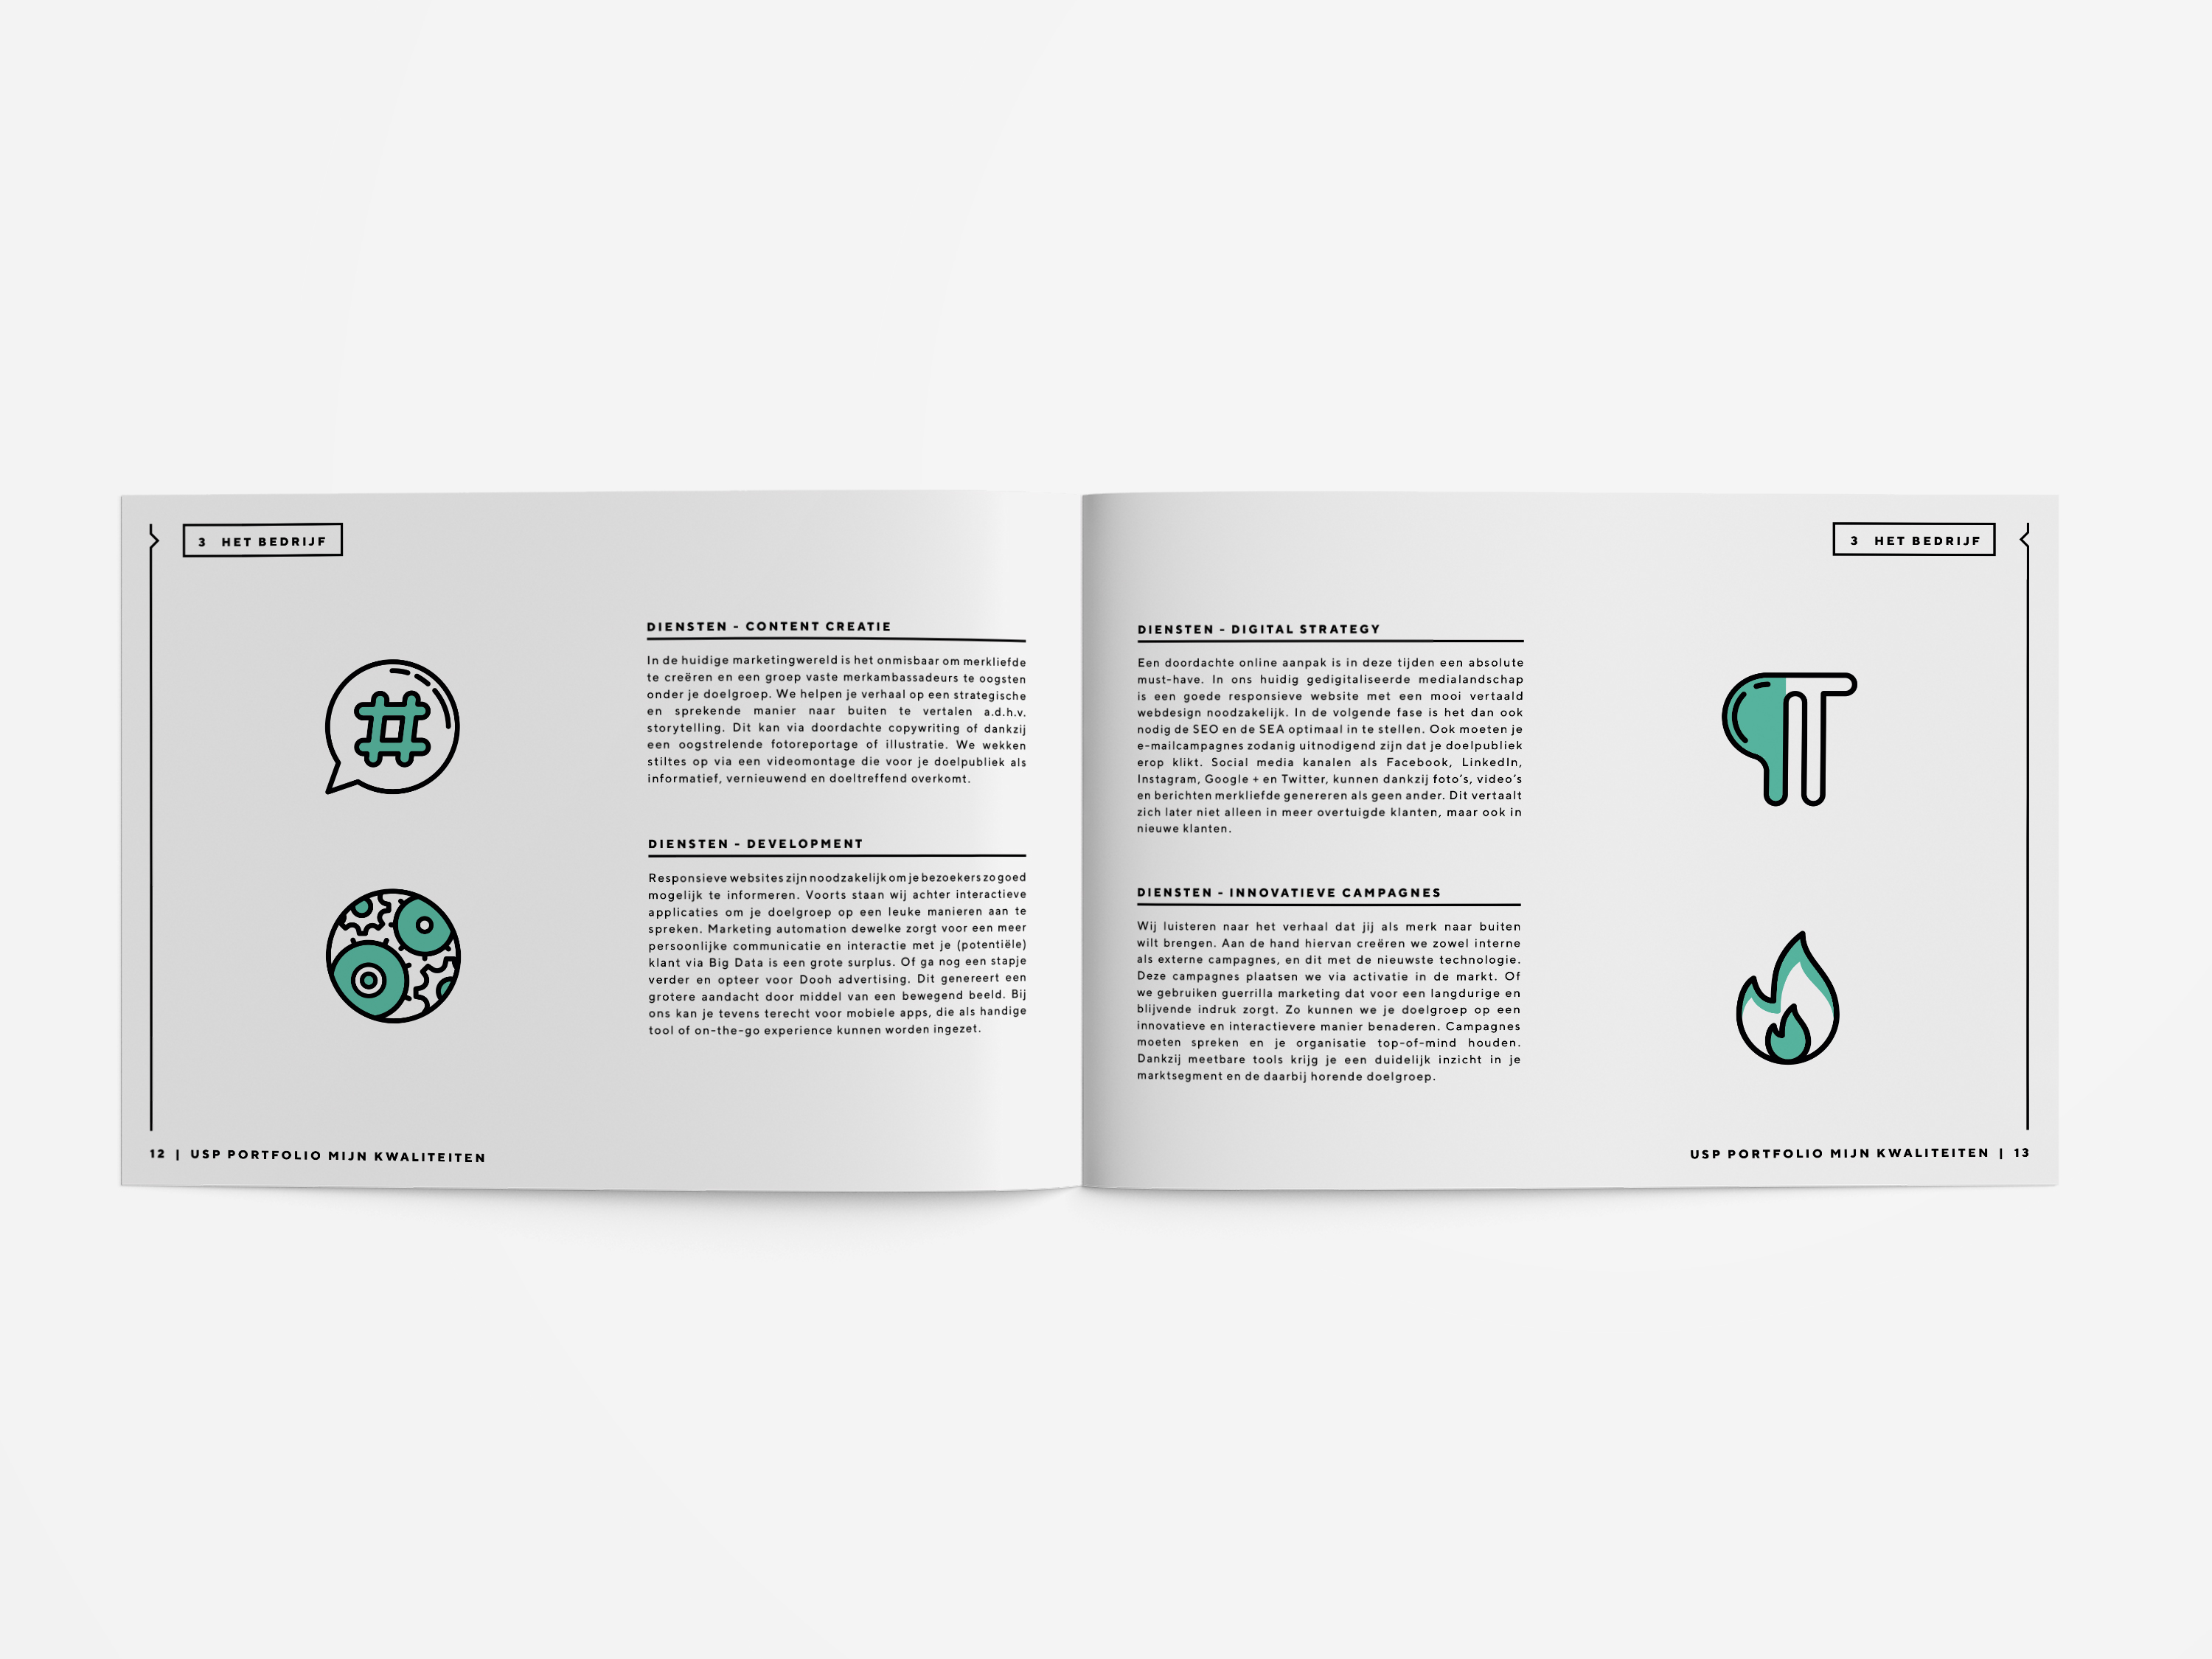 3 HET BEDRIJF
DIENSTEN - CONTENT CREATIE
In de huidige marketingwereld is het onmisbaar om merkliefde
te creëren en een groep vaste merkambassadeurs te oogsten
onder je doelgroep. We helpen je verhaal op een strategische
en sprekende manier naar buiten te vertalen a.d.h.v.
storytelling. Dit kan via doordachte copywriting of dankzij
een oogstrelende fotoreportage of illustratie. We wekken
stiltes op via een videomontage die voor je doelpubliek als
informatief, vernieuwend en doeltreffend overkomt.
DIENSTEN - DEVELOPMENT
Responsieve websites zijn noodzakelijk om je bezoekers zo goed
mogelijk te informeren. Voorts staan wij achter interactieve
applicaties om je doelgroep op een leuke manieren aan te
spreken. Marketing automation dewelke zorgt voor een meer
persoonlijke communicatie en interactie met je (potentiële)
klant via Big Data is een grote surplus. Of ga nog een stapje
verder en opteer voor Dooh advertising. Dit genereert een
grotere aandacht door middel van een bewegend beeld. Bij
ons kan je tevens terecht voor mobiele apps, die als handige
tool of on-the-go experience kunnen worden ingezet.
12 | USP PORTFOLIO MIJN KWALITEITEN
3 HET BEDRIJF
DIENSTEN - DIGITAL STRATEGY
Een doordachte online aanpak is in deze tijden een absolute
must-have. In ons huidig gedigitaliseerde medialandschap
is een goede responsieve website met een mooi vertaald
webdesign noodzakelijk. In de volgende fase is het dan ook
nodig de SEO en de SEA optimaal in te stellen. Ook moeten je
e-mailcampagnes zodanig uitnodigend zijn dat je doelpubliek
erop klikt. Social media kanalen als Facebook, LinkedIn,
Instagram, Google + en Twitter, kunnen dankzij foto's, video's
en berichten merkliefde genereren als geen ander. Dit vertaalt
zich later niet alleen in meer overtuigde klanten, maar ook in
nieuwe klanten.
DIENSTEN - INNOVATIEVE CAMPAGNES
Wij luisteren naar het verhaal dat jij als merk naar buiten
wilt brengen. Aan de hand hiervan creëren we zowel interne
als externe campagnes, en dit met de nieuwste technologie.
Deze campagnes plaatsen we via activatie in de markt. Of
we gebruiken guerrilla marketing dat voor een langdurige en
blijvende indruk zorgt. Zo kunnen we je doelgroep op een
innovatieve en interactievere manier benaderen. Campagnes
moeten spreken en je organisatie top-of-mind houden.
Dankzij meetbare tools krijg je een duidelijk inzicht in je
marktsegment en de daarbij horende doelgroep.
USP PORTFOLIO MIJN KWALITEITEN | 13